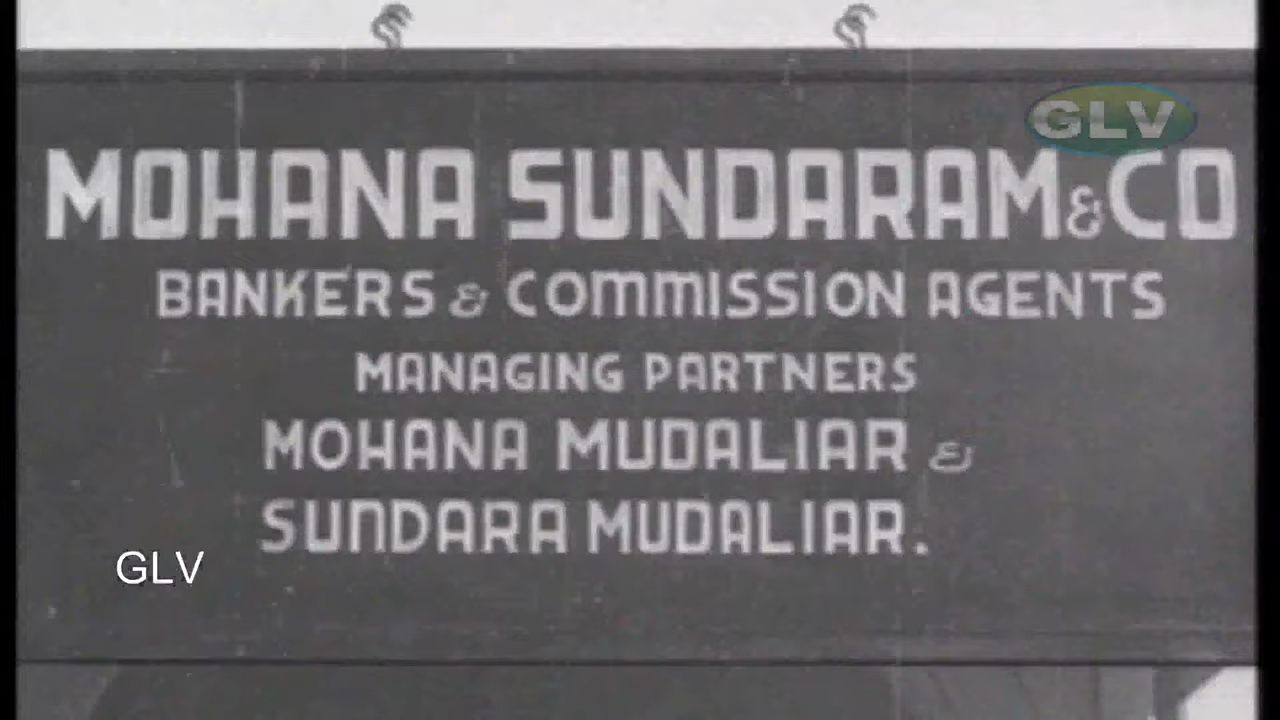 GLV
MOHANA SUNDARAM & CO
BANKERS & COMMISSION AGENTS
MANAGING PARTNERS
MOHANA MUDALIAR &
SUNDARA MUDALIAR.
GLV